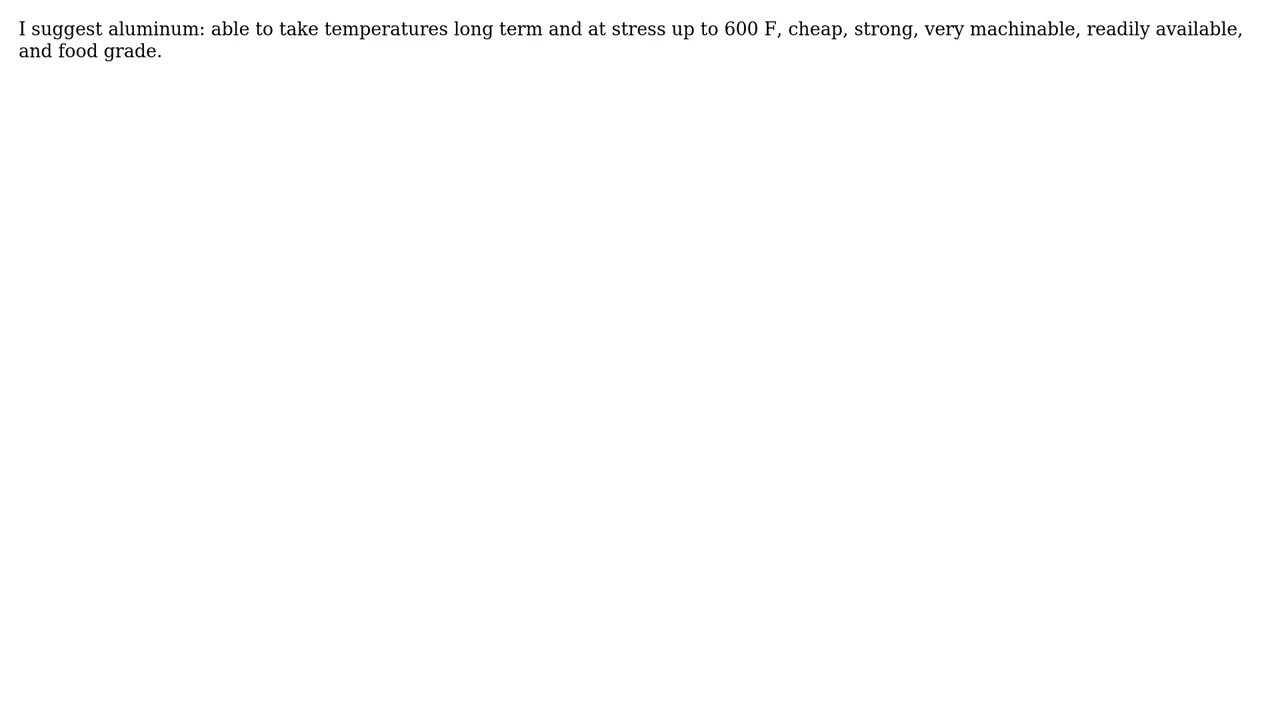 I suggest aluminum: able to take temperatures long term and at stress up to 600 F, cheap, strong, very machinable, readily available,
and food grade.